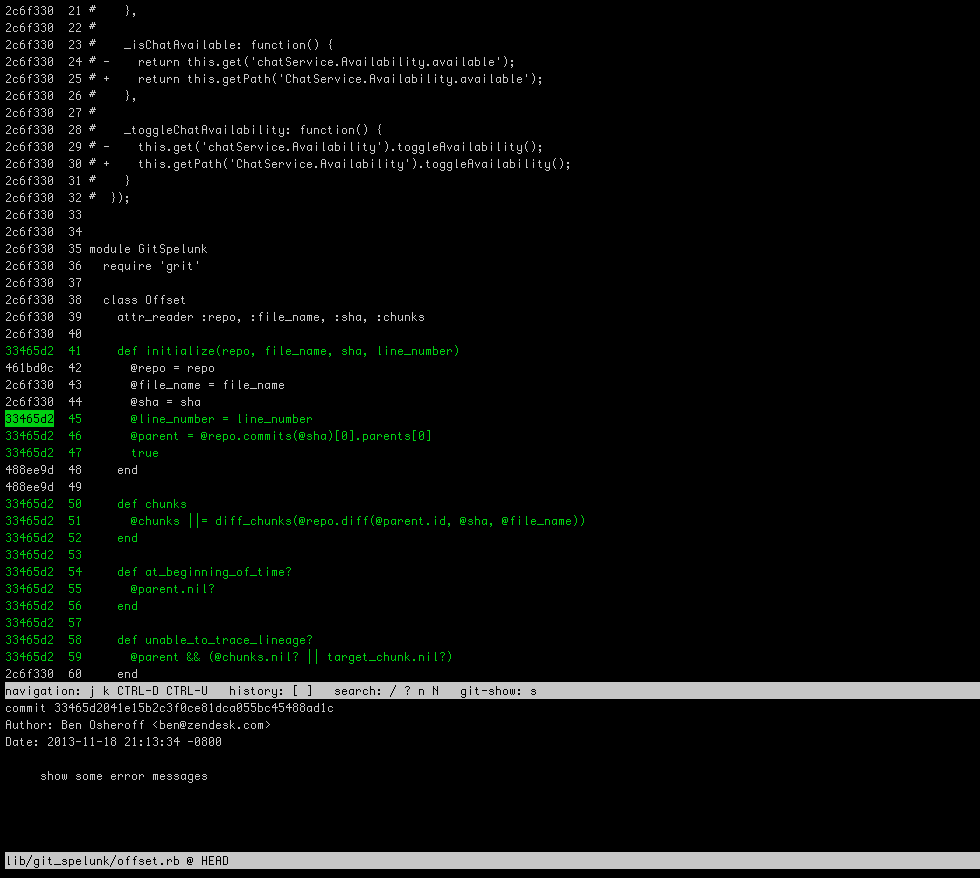 2c6f330  21 #    },
2c6f330  22 #
2c6f330  23 #    _isChatAvailable: function() {
2c6f330  24 # -    return this.get('chatService.Availability.available');
2c6f330  25 # +    return this.getPath('ChatService.Availability.available');
2c6f330  26 #    },
2c6f330  27 #
2c6f330  28 #    _toggleChatAvailability: function() {
2c6f330  29 # -    this.get('chatService.Availability').toggleAvailability();
2c6f330  30 # +    this.getPath('ChatService.Availability').toggleAvailability();
2c6f330  31 #    }
2c6f330  32 #  });
2c6f330  33
2c6f330  34
2c6f330  35 module GitSpelunk
2c6f330  36   require 'grit'
2c6f330  37
2c6f330  38   class Offset
2c6f330  39     attr_reader :repo, :file_name, :sha, :chunks
2c6f330  40
33465d2  41     def initialize(repo, file_name, sha, line_number)
461bd0c  42       @repo = repo
2c6f330  43       @file_name = file_name
2c6f330  44       @sha = sha
33465d2  45       @line_number = line_number
33465d2  46       @parent = @repo.commits(@sha)[0].parents[0]
33465d2  47       true
488ee9d  48     end
488ee9d  49
33465d2  50     def chunks
33465d2  51       @chunks ||= diff_chunks(@repo.diff(@parent.id, @sha, @file_name))
33465d2  52     end
33465d2  53
33465d2  54     def at_beginning_of_time?
33465d2  55       @parent.nil?
33465d2  56     end
33465d2  57
33465d2  58     def unable_to_trace_lineage?
33465d2  59       @parent && (@chunks.nil? || target_chunk.nil?)
2c6f330  60     end
navigation: j k CTRL-D CTRL-U   history: [ ]   search: / ? n N   git-show: s
commit 33465d2041e15b2c3f0ce81dca055bc45488ad1c
Author: Ben Osheroff <ben@zendesk.com>
Date: 2013-11-18 21:13:34 -0800
     show some error messages
lib/git_spelunk/offset.rb @ HEAD